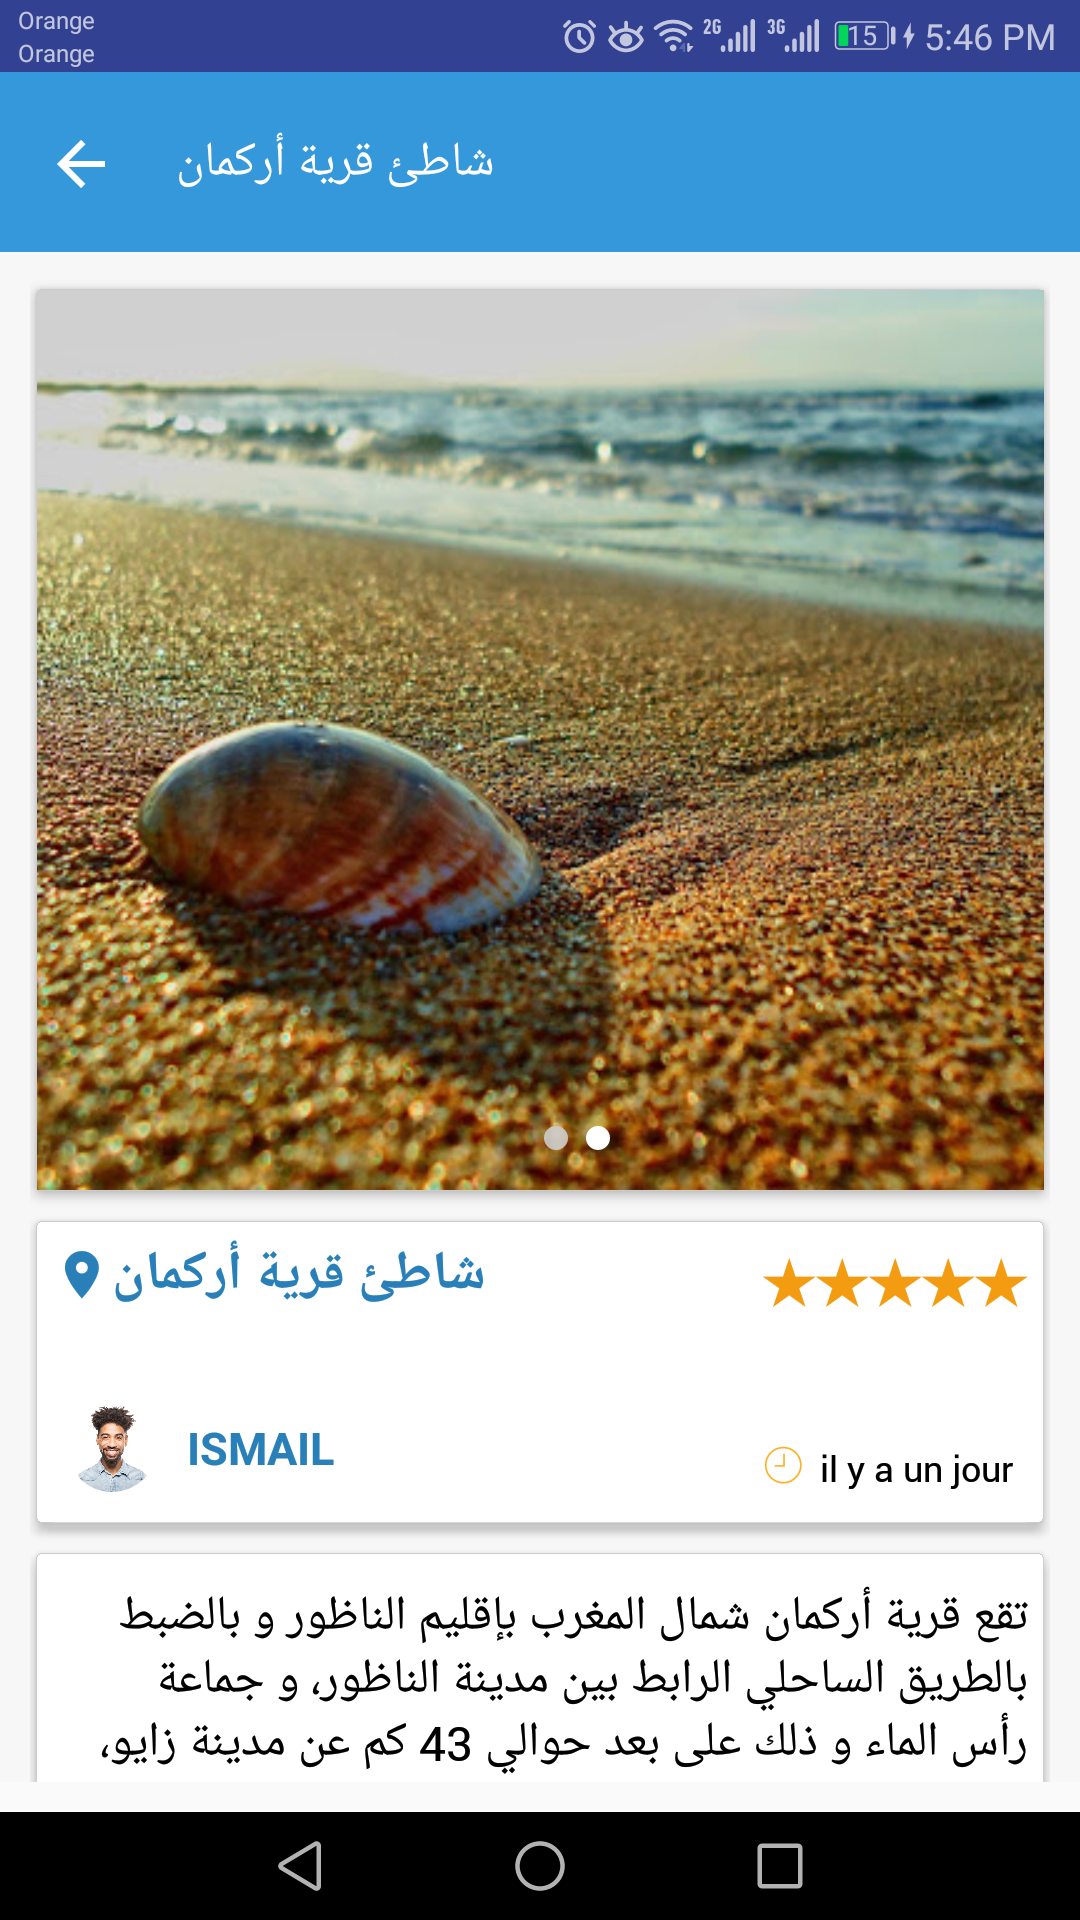 Orange
Orange
2G 3G 15 5:46 PM
شاطئ قرية أركمان
شاطئ قرية أركمان
ISMAIL
il y a un jour
تقع قرية أركمان شمال المغرب بإقليم الناظور و بالضبط
بالطريق الساحلي الرابط بين مدينة الناظور، و جماعة
رأس الماء و ذلك على بعد حوالي 43 كم عن مدينة زايو،